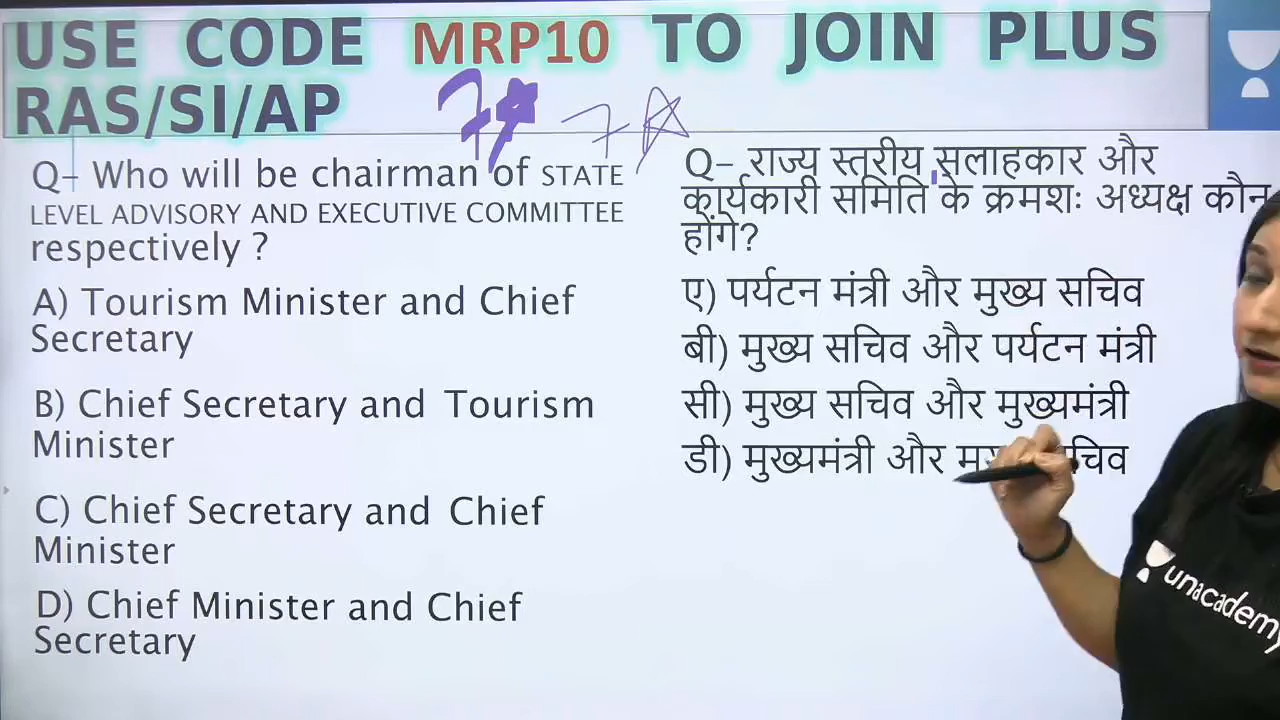 USE CODE MRP10 TO JOIN PLUS
RAS/SI/AP
7
7
Q- Who will be chairman of STATE
LEVEL ADVISORY AND EXECUTIVE COMMITTEE
respectively ?
A) Tourism Minister and Chief
Secretary
B) Chief Secretary and Tourism
Minister
C) Chief Secretary and Chief
Minister
D) Chief Minister and Chief
Secretary
Q- राज्य स्तरीय सलाहकार और
कार्यकारी समिति के क्रमशः अध्यक्ष कौन
होंगे?
ए) पर्यटन मंत्री और मुख्य सचिव
बी) मुख्य सचिव और पर्यटन मंत्री
सी) मुख्य सचिव और मुख्यमंत्री
डी) मुख्यमंत्री और सचिव
unacademy